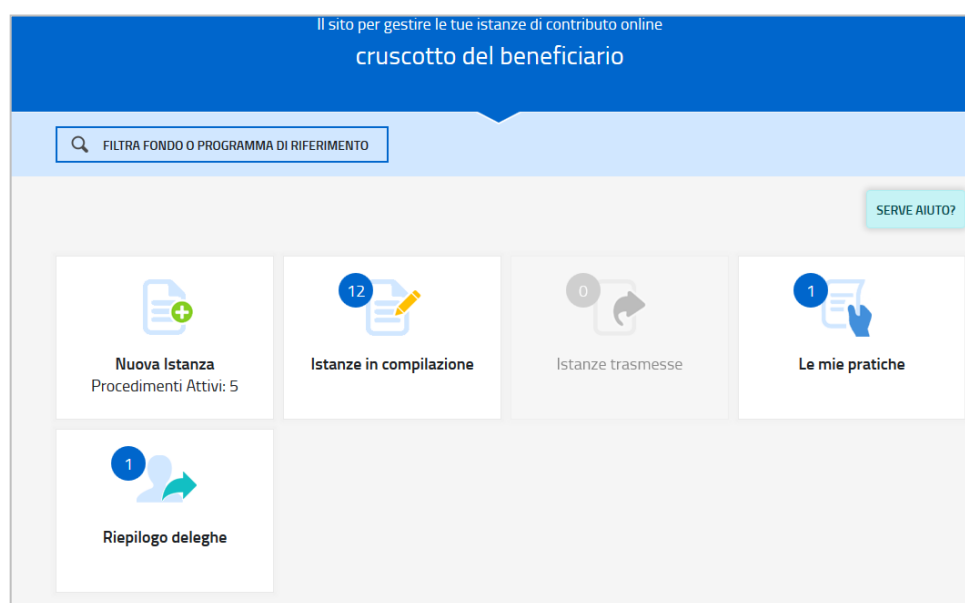 Il sito per gestire le tue istanze di contributo online
cruscotto del beneficiario
FILTRA FONDO O PROGRAMMA DI RIFERIMENTO
SERVE AIUTO?
Nuova Istanza
Procedimenti Attivi: 5
12
Istanze in compilazione
0
Istanze trasmesse
1
Le mie pratiche
1
Riepilogo deleghe